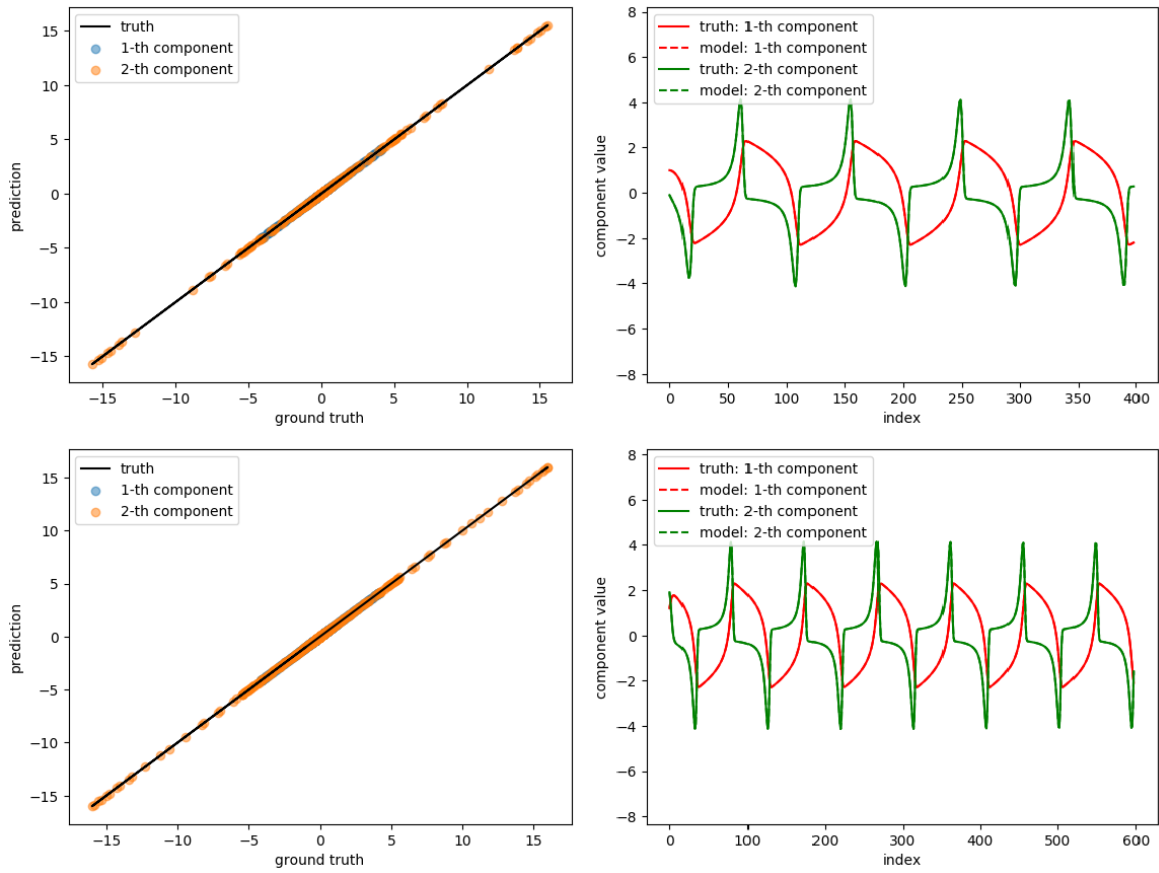 truth
1-th component
2-th component
prediction
15
10
5
0
−5
−10
−15
−15 −10 −5 0 5 10 15
ground truth
truth: 1-th component
model: 1-th component
truth: 2-th component
model: 2-th component
component value
8
6
4
2
0
−2
−4
−6
−8
0 50 100 150 200 250 300 350 400
index
truth
1-th component
2-th component
prediction
15
10
5
0
−5
−10
−15
−15 −10 −5 0 5 10 15
ground truth
truth: 1-th component
model: 1-th component
truth: 2-th component
model: 2-th component
component value
8
6
4
2
0
−2
−4
−6
−8
0 100 200 300 400 500 600
index